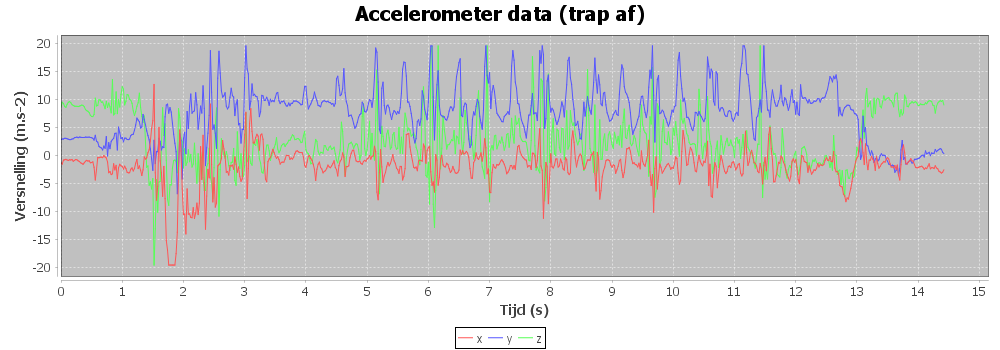 Accelerometer data (trap af)
Versnelling (m.s-2)
20
15
10
5
0
-5
-10
-15
-20
0 1 2 3 4 5 6 7 8 9 10 11 12 13 14 15
Tijd (s)
x y z